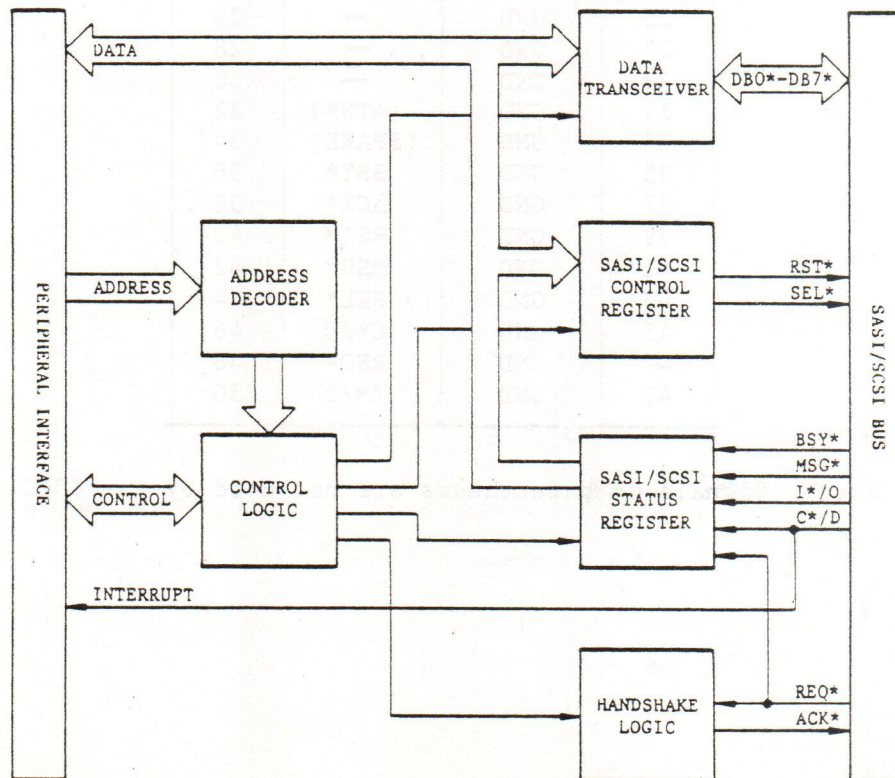 DATA
DATA
TRANSCEIVER
DB0*-DB7*
ADDRESS
ADDRESS
DECODER
SASI/SCSI
CONTROL
REGISTER
RST*
SEL*
PERIPHERAL INTERFACE
SASI/SCSI BUS
CONTROL
CONTROL
LOGIC
SASI/SCSI
STATUS
REGISTER
BSY*
MSG*
I*/O
C*/D
INTERRUPT
HANDSHAKE
LOGIC
REQ*
ACK*